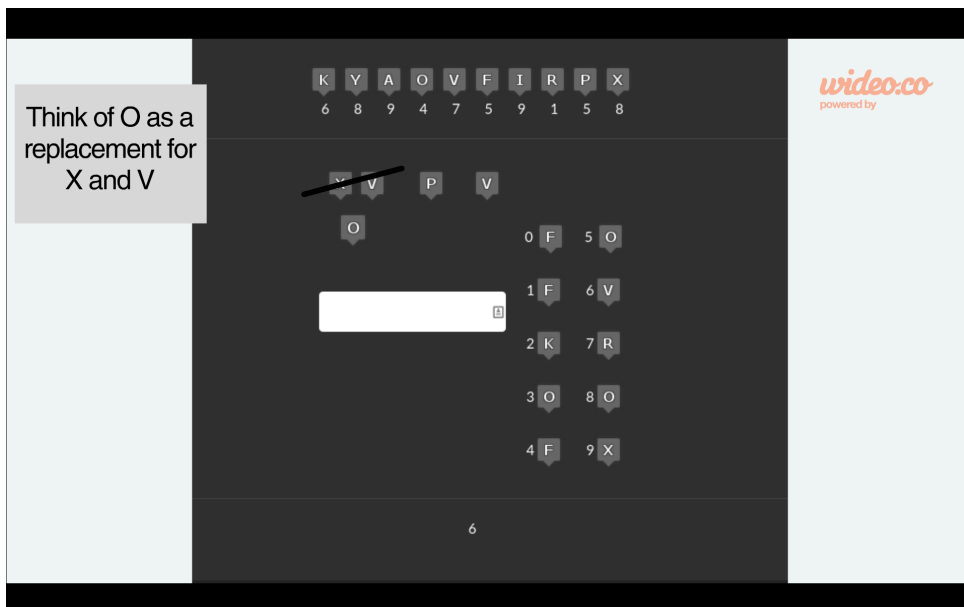 K Y A O V F I R P X
6 8 9 4 7 5 9 1 5 8
wideo.co
powered by
Think of O as a
replacement for
X and V
X V P V
O
0 F 5 O
1 F 6 V
2 K 7 R
3 O 8 O
4 F 9 X
6